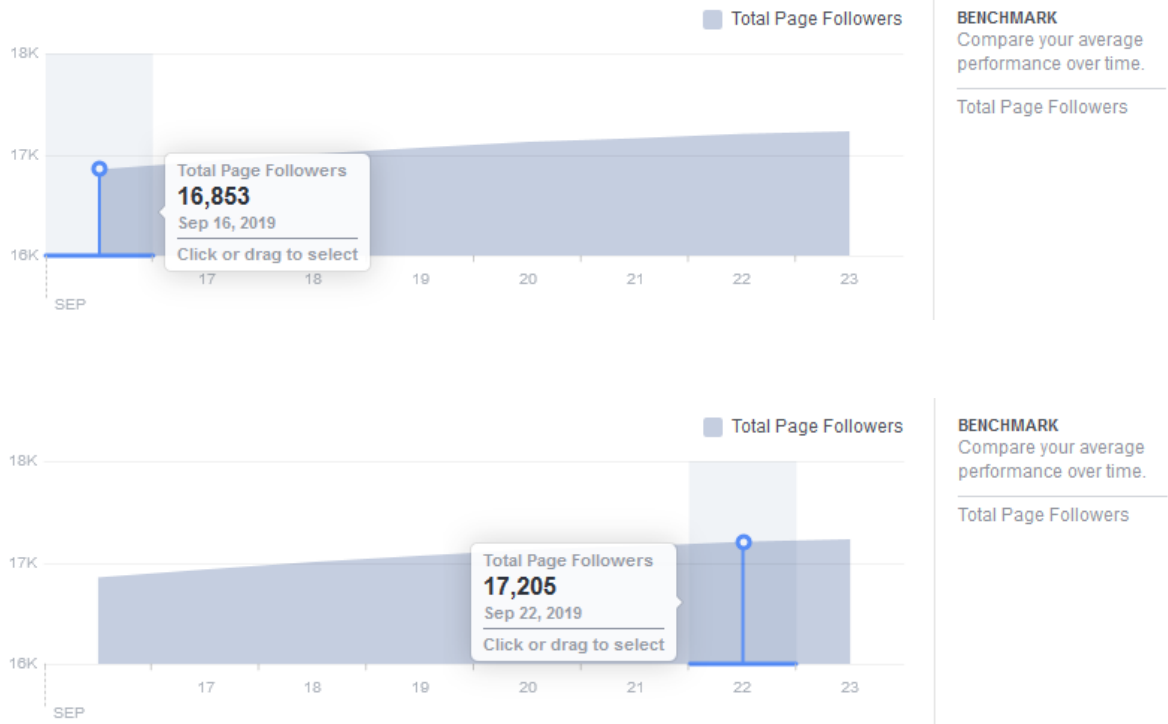 Total Page Followers
BENCHMARK
Compare your average
performance over time.
Total Page Followers
18K
17K
16K
Total Page Followers
16,853
Sep 16, 2019
Click or drag to select
17 18 19 20 21 22 23
SEP
Total Page Followers
BENCHMARK
Compare your average
performance over time.
Total Page Followers
18K
17K
16K
Total Page Followers
17,205
Sep 22, 2019
Click or drag to select
17 18 19 20 21 22 23
SEP